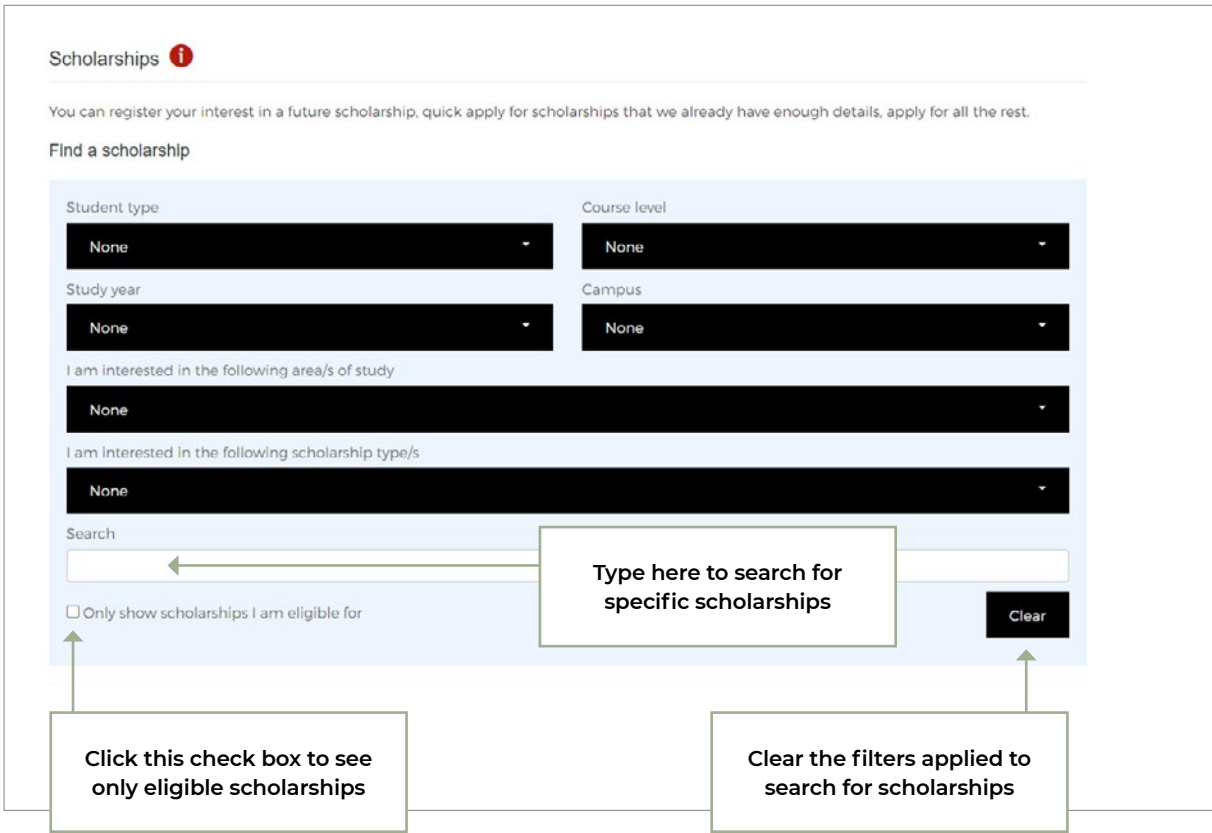 Scholarships i
You can register your interest in a future scholarship, quick apply for scholarships that we already have enough details, apply for all the rest.
Find a scholarship
Student type
None
Course level
None
Study year
None
Campus
None
I am interested in the following area/s of study
None
I am interested in the following scholarship type/s
None
Search
Type here to search for
specific scholarships
Only show scholarships I am eligible for
Clear
Click this check box to see
only eligible scholarships
Clear the filters applied to
search for scholarships